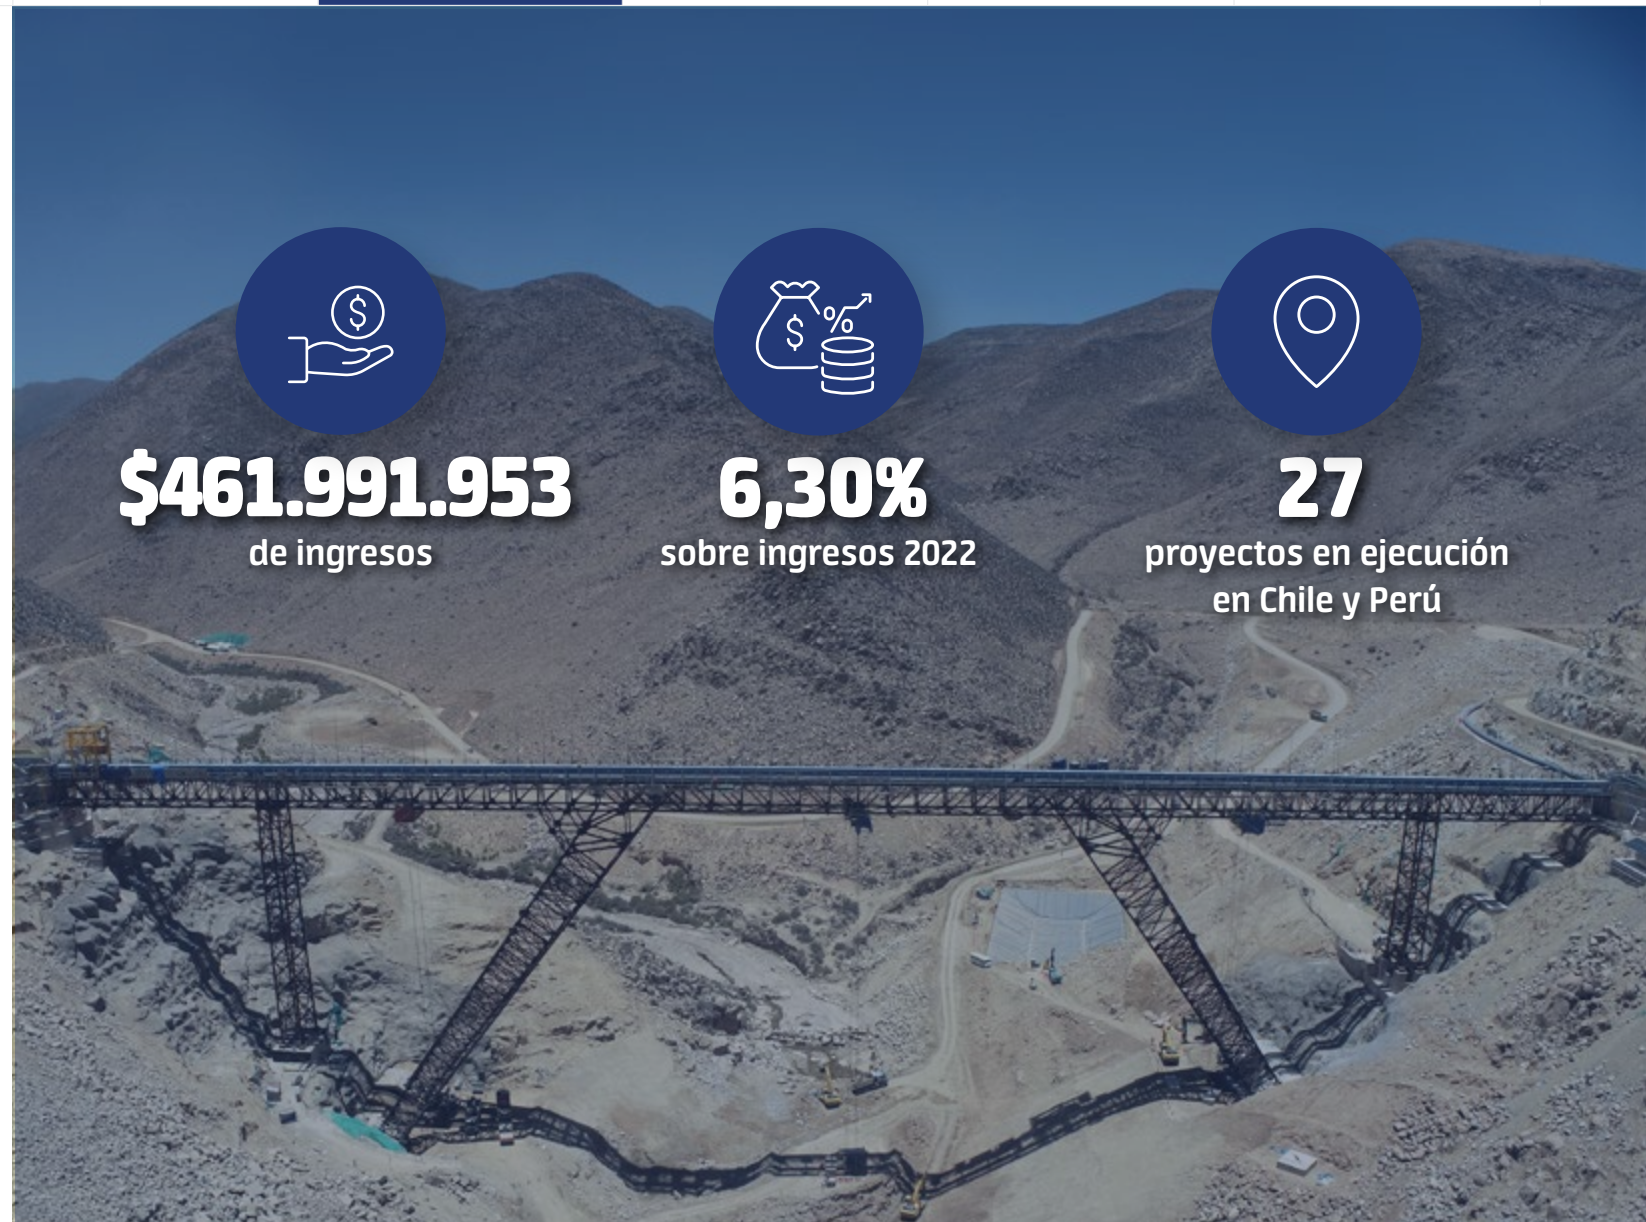 $461.991.953
de ingresos
6,30%
sobre ingresos 2022
27
proyectos en ejecución
en Chile y Perú